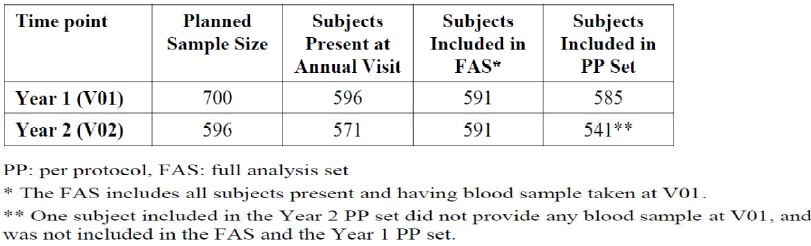 Time point Planned Sample Size Subjects Present at Annual Visit Subjects Included in FAS* Subjects Included in PP Set
Year 1 (V01) 700 596 591 585
Year 2 (V02) 596 571 591 541**
PP: per protocol, FAS: full analysis set
* The FAS includes all subjects present and having blood sample taken at V01.
** One subject included in the Year 2 PP set did not provide any blood sample at V01, and
was not included in the FAS and the Year 1 PP set.